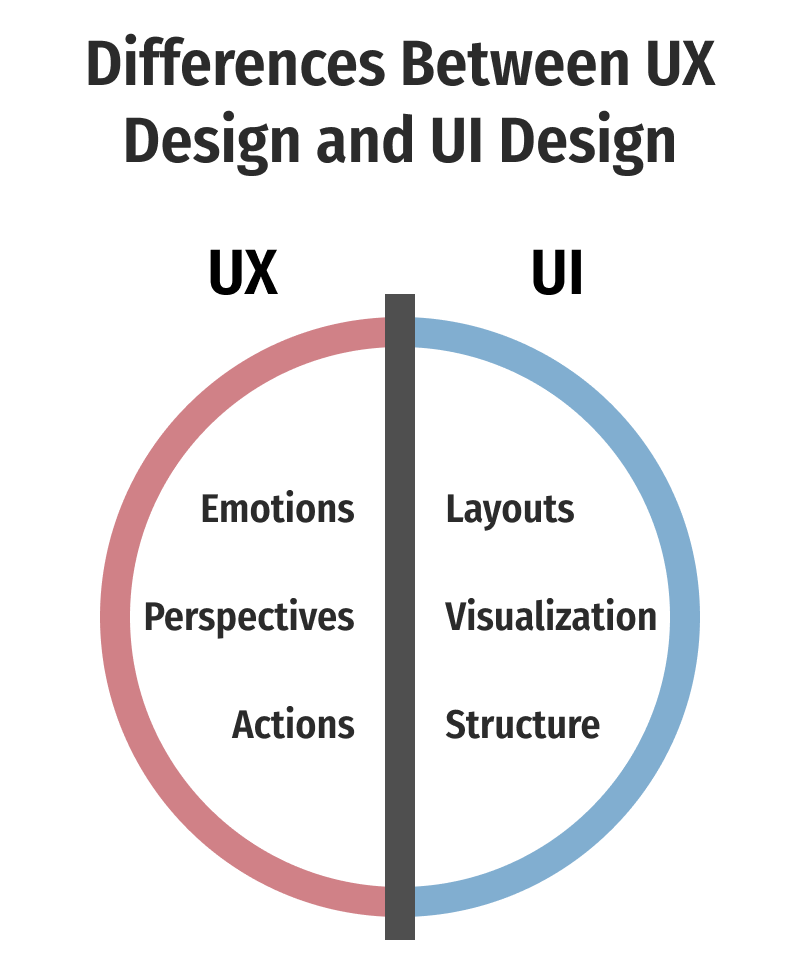 Differences Between UX
Design and UI Design
UX
UI
Emotions
Perspectives
Actions
Layouts
Visualization
Structure